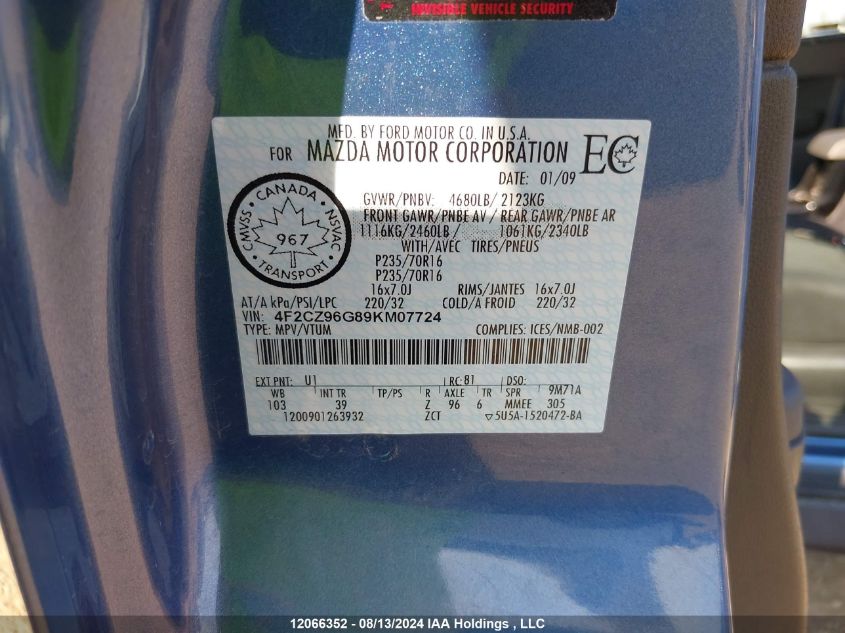 INVISIBLE VEHICLE SECURITY
MFD. BY FORD MOTOR CO. IN U.S.A.
FOR MAZDA MOTOR CORPORATION EC
DATE: 01/09
GVWR/PNBV: 4680LB/ 2123KG
FRONT GAWR/PNBE AV / REAR GAWR/PNBE AR
1116KG/2460LB / 1061KG/2340LB
WITH/AVEC TIRES/PNEUS
P235/70R16
P235/70R16
16x7.0J RIMS/JANTES 16x7.0J
AT/A kPa/PSI/LPC 220/32 COLD/A FROID 220/32
CANADA
CMVSS NSVAC
967
TRANSPORT
VIN: 4F2CZ96G89KM07724
TYPE: MPV/VTUM COMPLIES: ICES/NMB-002
EXT PNT: U1 RC: 81 DSO:
WB INT TR TP/PS R AXLE TR SPR 9M71A
103 39 Z 96 6 MMEE 305
1200901263932 ZCT ▽5U5A-1520472-BA
12066352 - 08/13/2024 IAA Holdings , LLC